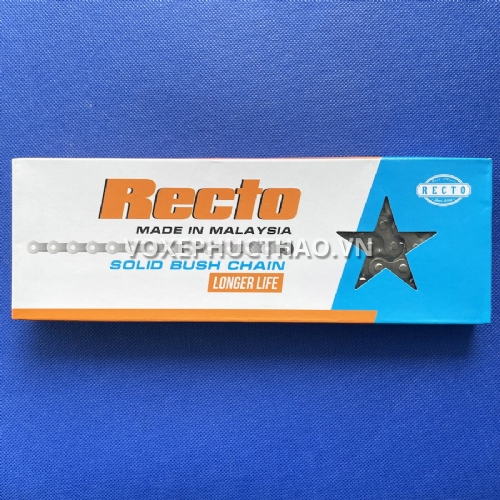 Recto
RECTO
MADE IN MALAYSIA
VOXEPHUCTHAO.VN
SOLID BUSH CHAIN
LONGER LIFE